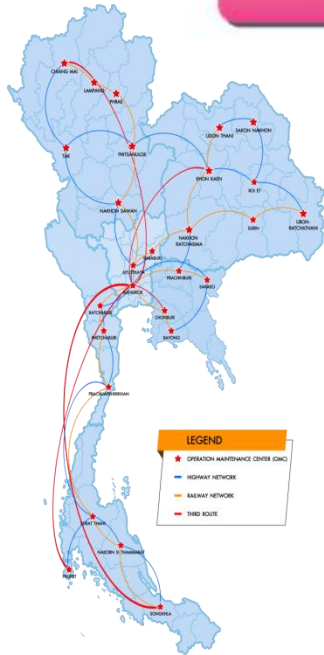 CHIANG MAI
LAMPANG
PHRAE
UDON THANI
SAKON NAKHON
TAK
PHITSANULOK
KHON KAEN
ROI ET
NAKHON SAWAN
UBON
RATCHATHANI
SURIN
NAKHON
RATCHASIMA
SARABURI
AYUTHAYA
PRACHINBURI
BANGKOK
SAKAEO
RATCHABURI
CHONBURI
PHETCHABURI
RAYONG
PRACHUAPKHIRIKHAN
LEGEND
OPERATION MAINTENANCE CENTER (OMC)
HIGHWAY NETWORK
RAILWAY NETWORK
THIRD ROUTE
SURAT THANI
NAKORN SI THAMMARAT
PHUKET
SONGKHLA